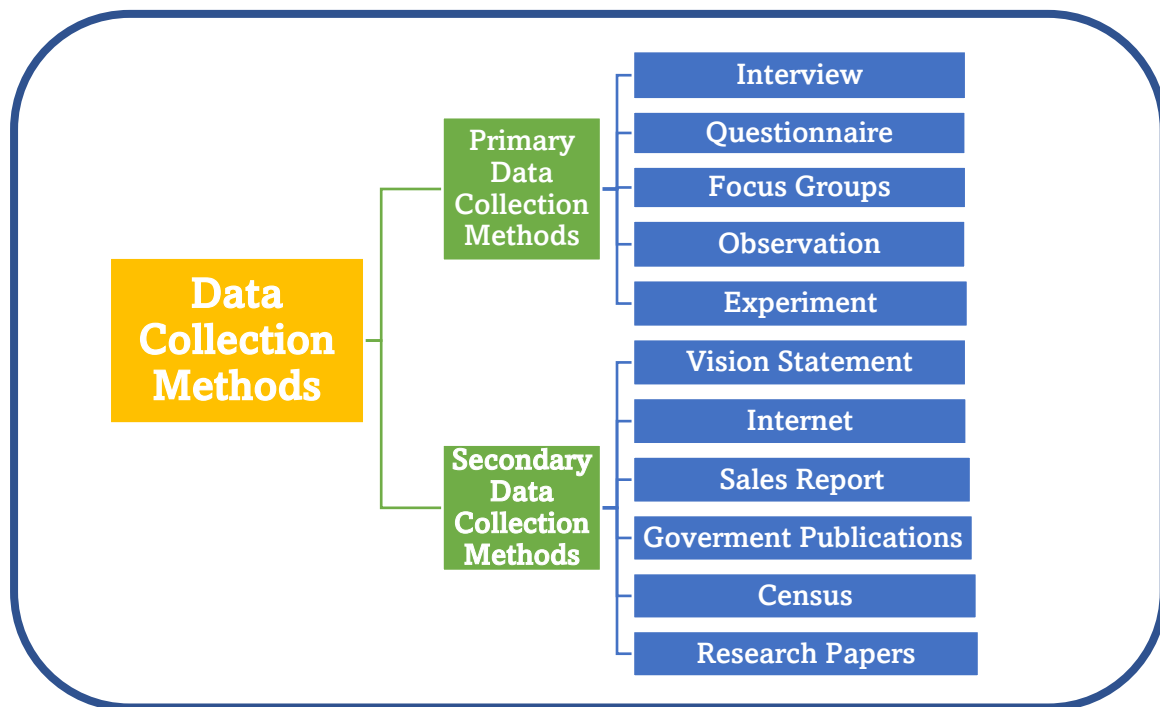 Data
Collection
Methods
Primary
Data
Collection
Methods
Interview
Questionnaire
Focus Groups
Observation
Experiment
Secondary
Data
Collection
Methods
Vision Statement
Internet
Sales Report
Goverment Publications
Census
Research Papers